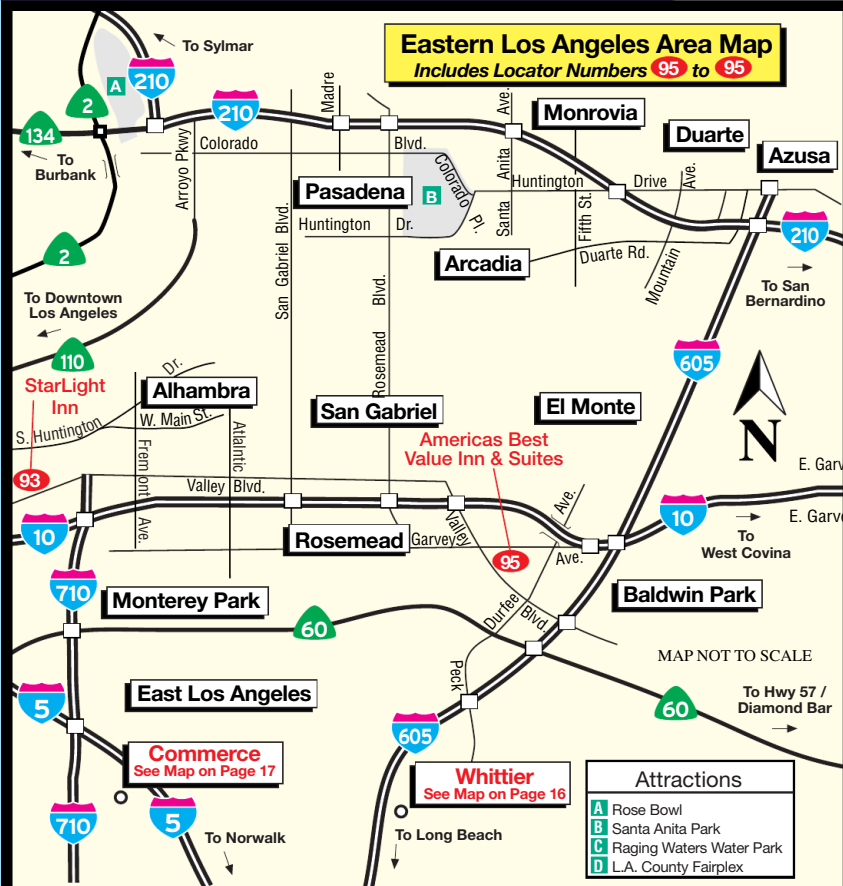 Eastern Los Angeles Area Map
Includes Locator Numbers 95 to 95
To Sylmar
A
210
2
210
134
To
Burbank
Arroyo Pkwy
Colorado
Blvd.
Madre
Ave.
Santa Anita
Monrovia
Duarte
Azusa
Pasadena
B
Colorado Pl.
Huntington
Drive
Ave.
Mountain
Fifth St.
Huntington
Dr.
San Gabriel Blvd.
Rosemead
Blvd.
Arcadia
Duarte Rd.
210
To San
Bernardino
2
To Downtown
Los Angeles
110
605
StarLight
Inn
93
Dr.
S. Huntington
Alhambra
W. Main St.
Fremont
Ave.
Atlalntic
San Gabriel
El Monte
N
Americas Best
Value Inn & Suites
95
Valley Blvd.
E. Garv
E. Garve
10
10
To
West Covina
Rosemead
Garvey
Ave.
Valley
Blvd.
Ave.
Durfee
Peck
710
Monterey Park
60
Baldwin Park
MAP NOT TO SCALE
To Hwy 57 /
Diamond Bar
60
5
East Los Angeles
Commerce
See Map on Page 17
605
Whittier
See Map on Page 16
710
5
To Norwalk
To Long Beach
Attractions
A Rose Bowl
B Santa Anita Park
C Raging Waters Water Park
D L.A. County Fairplex